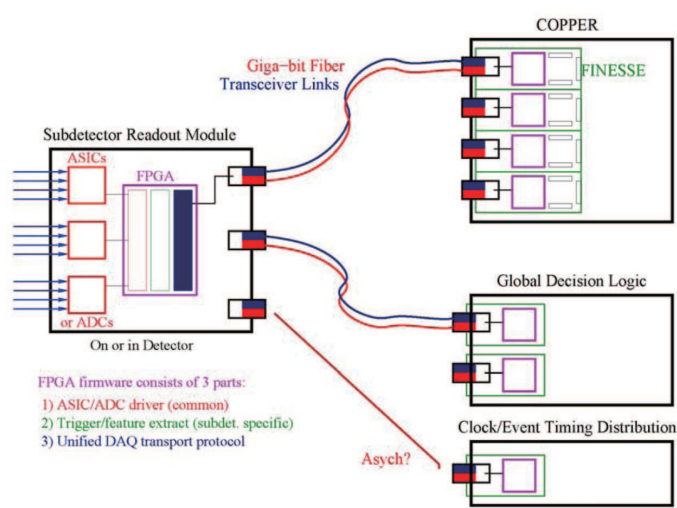 COPPER
Giga-bit Fiber
Transceiver Links
FINESSE
Subdetector Readout Module
ASICs
FPGA
or ADCs
On or in Detector
Global Decision Logic
FPGA firmware consists of 3 parts:
1) ASIC/ADC driver (common)
2) Trigger/feature extract (subdet. specific)
3) Unified DAQ transport protocol
Clock/Event Timing Distribution
Asych?